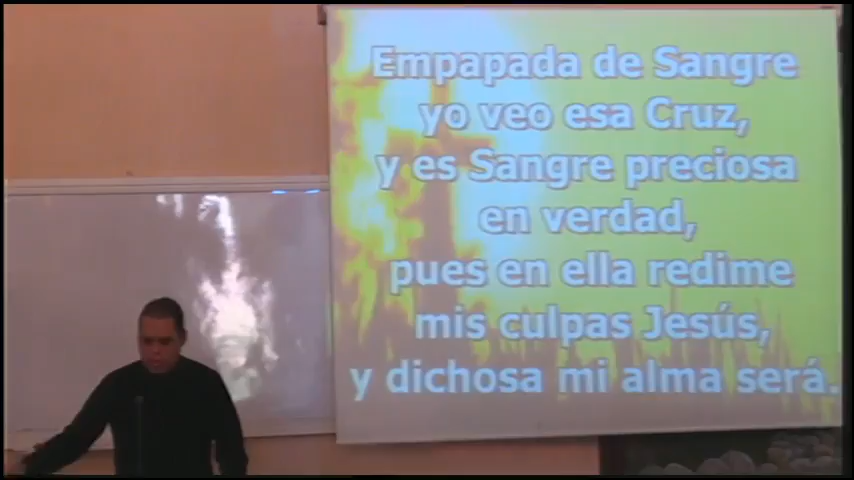 Empapada de Sangre
yo veo esa Cruz,
y es Sangre preciosa
en verdad,
pues en ella redime
mis culpas Jesús,
y dichosa mi alma será.